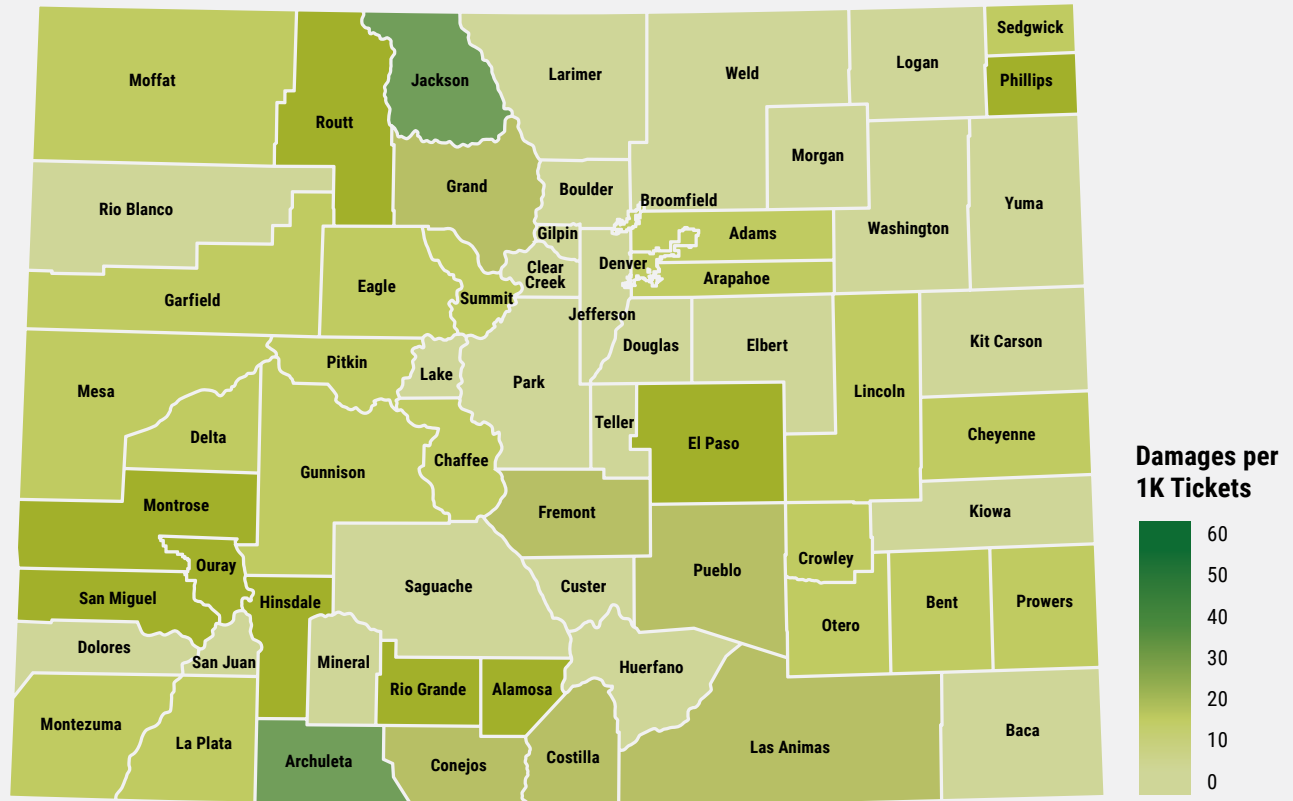 Sedgwick
Logan
Weld
Larimer
Moffat
Jackson
Phillips
Routt
Morgan
Grand
Boulder
Broomfield
Yuma
Rio Blanco
Washington
Gilpin
Adams
Denver
Clear
Creek
Arapahoe
Eagle
Summit
Garfield
Jefferson
Douglas
Elbert
Kit Carson
Pitkin
Lake
Park
Mesa
Lincoln
Teller
Delta
El Paso
Cheyenne
Chaffee
Gunnison
Montrose
Fremont
Kiowa
Crowley
Ouray
Pueblo
Saguache
Custer
San Miguel
Hinsdale
Bent
Prowers
Otero
Dolores
San Juan
Mineral
Huerfano
Rio Grande
Alamosa
Montezuma
La Plata
Baca
Las Animas
Costilla
Archuleta
Conejos
Damages per
1K Tickets
60
50
40
30
20
10
0